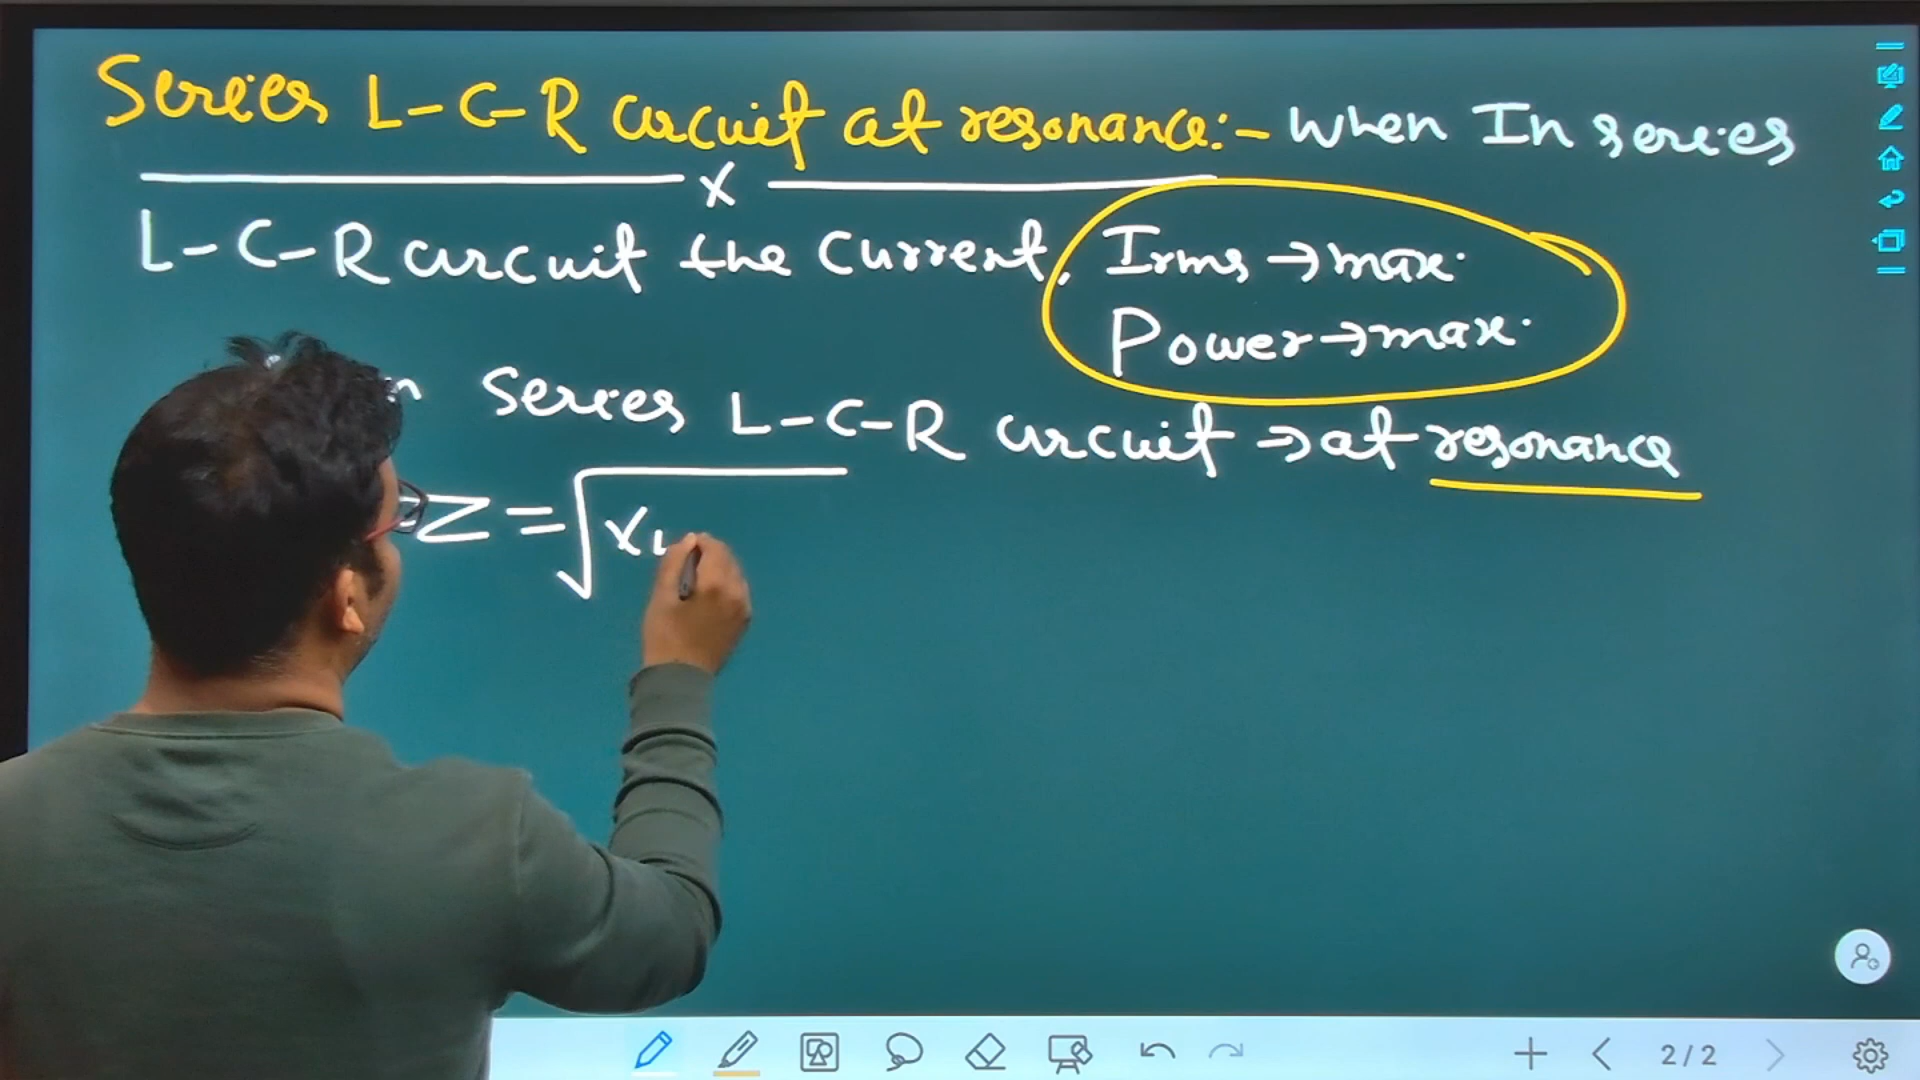 Series L-C-R circuit at resonance:- When In series
x
L-C-R circuit the current, Irms → max.
Power → max.
Series L-C-R circuit → at resonance
Z = √X
2/2